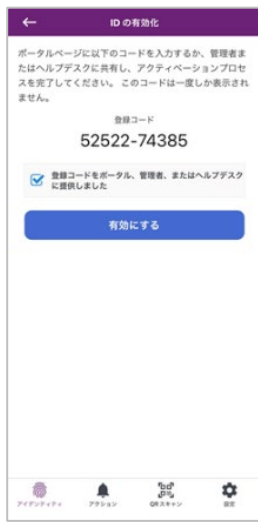 ID の有効化
ポータルページに以下のコードを入力するか、管理者ま
たはヘルプデスクに共有し、アクティベーションプロセ
スを完了してください。 このコードは一度しか表示され
ません。
登録コード
52522-74385
登録コードをポータル、管理者、またはヘルプデスク
に提供しました
有効にする
アイデンティティ アクション QRスキャン 設定